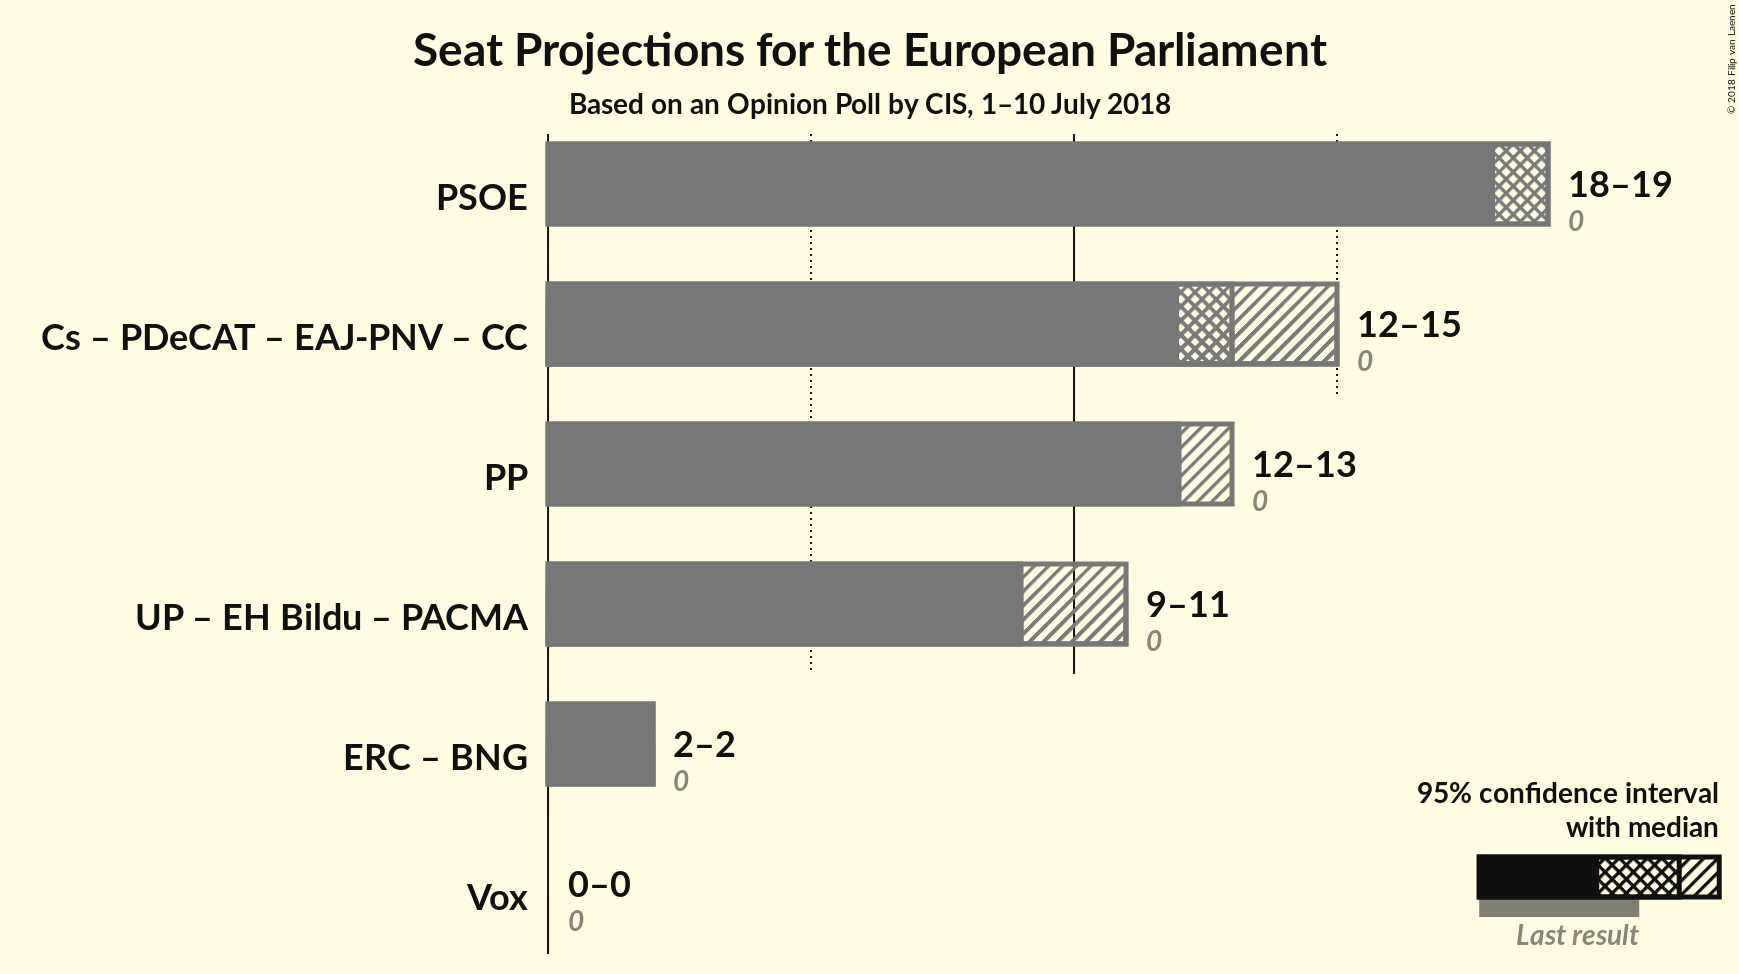 Seat Projections for the European Parliament
Based on an Opinion Poll by CIS, 1–10 July 2018
© 2018 Filip van Laenen
PSOE
18–19
0
Cs – PDeCAT – EAJ-PNV – CC
12–15
0
PP
12–13
0
UP – EH Bildu – PACMA
9–11
0
ERC – BNG
2–2
0
Vox
0–0
0
95% confidence interval
with median
Last result